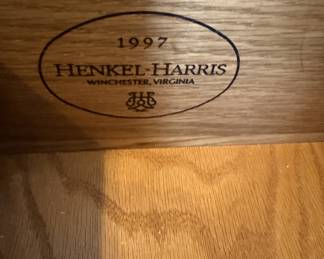 1997
HENKEL-HARRIS
WINCHESTER, VIRGINIA